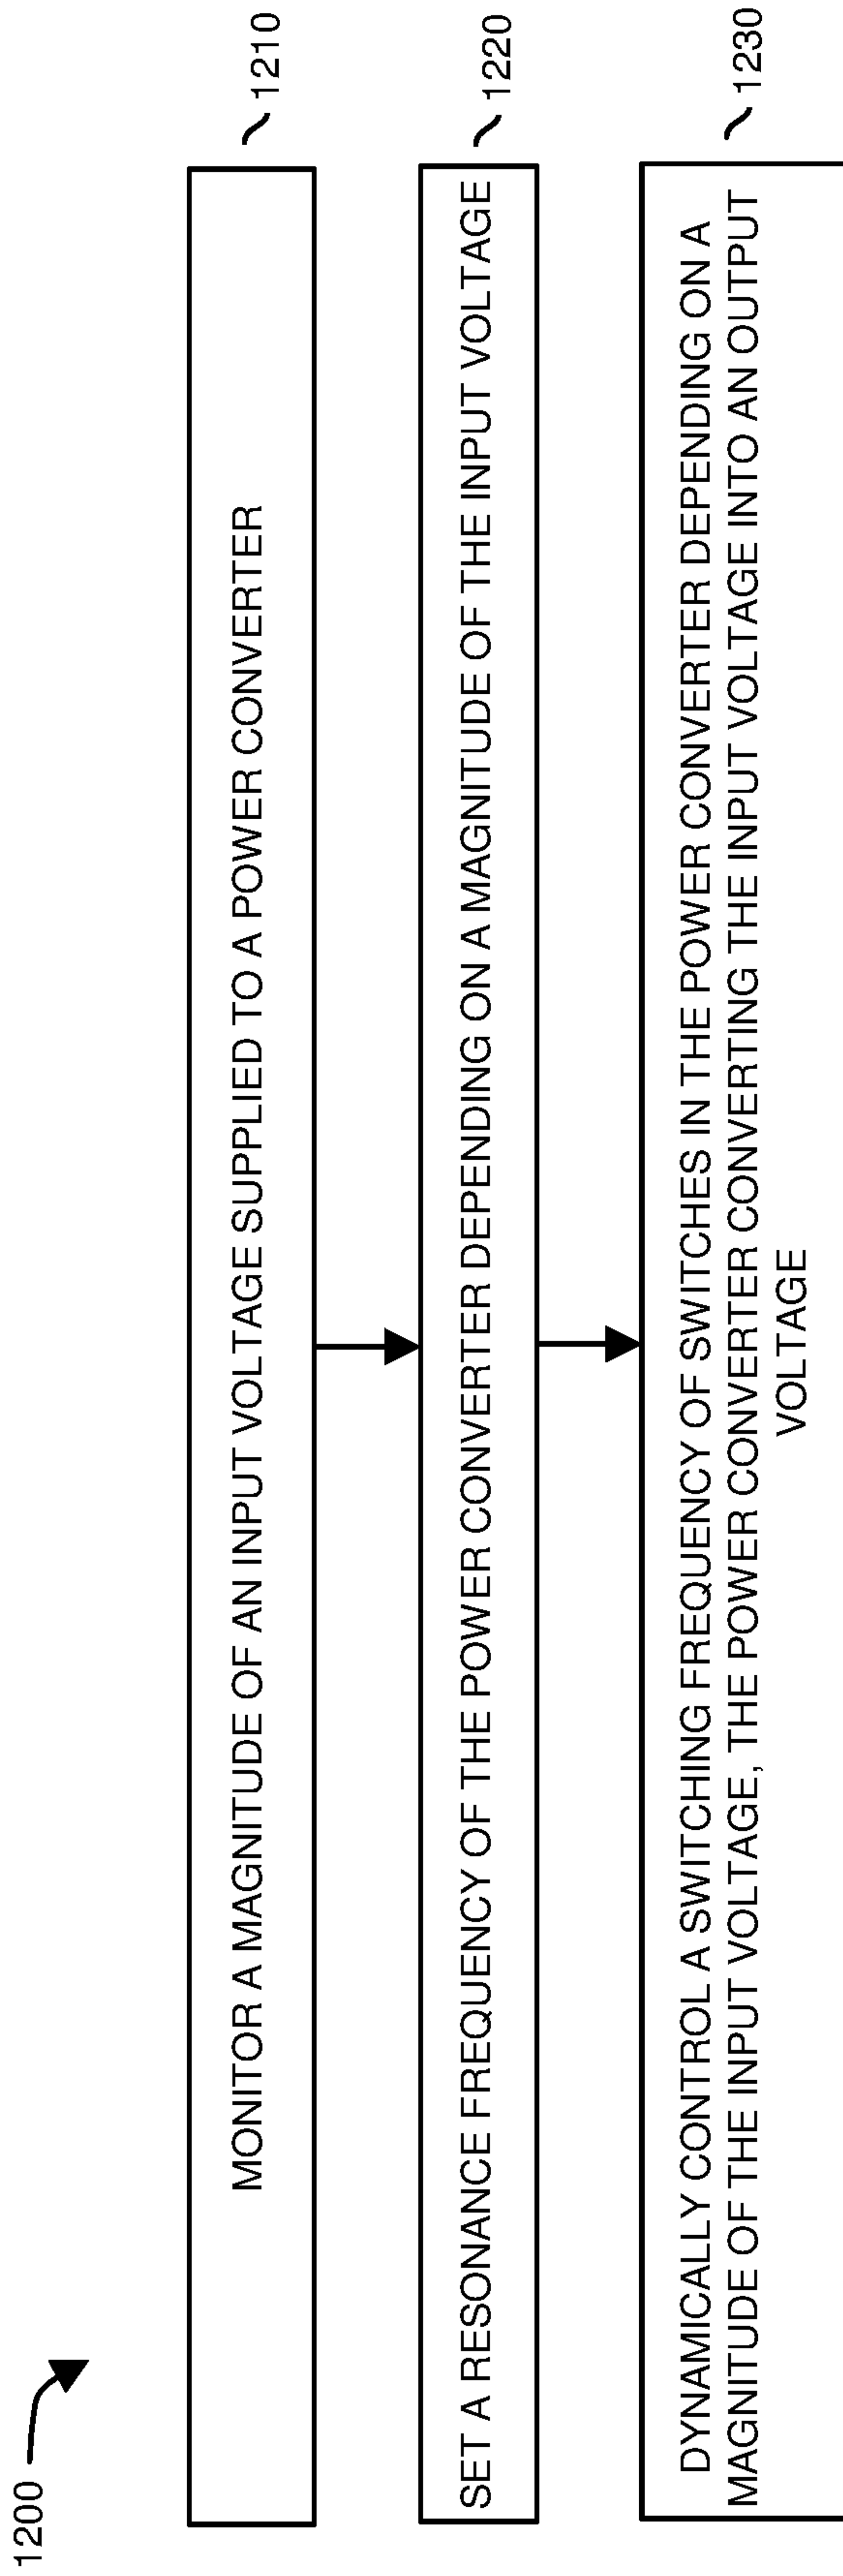 1200
MONITOR A MAGNITUDE OF AN INPUT VOLTAGE SUPPLIED TO A POWER CONVERTER
1210
SET A RESONANCE FREQUENCY OF THE POWER CONVERTER DEPENDING ON A MAGNITUDE OF THE INPUT VOLTAGE
1220
DYNAMICALLY CONTROL A SWITCHING FREQUENCY OF SWITCHES IN THE POWER CONVERTER DEPENDING ON A
MAGNITUDE OF THE INPUT VOLTAGE, THE POWER CONVERTER CONVERTING THE INPUT VOLTAGE INTO AN OUTPUT
VOLTAGE
1230